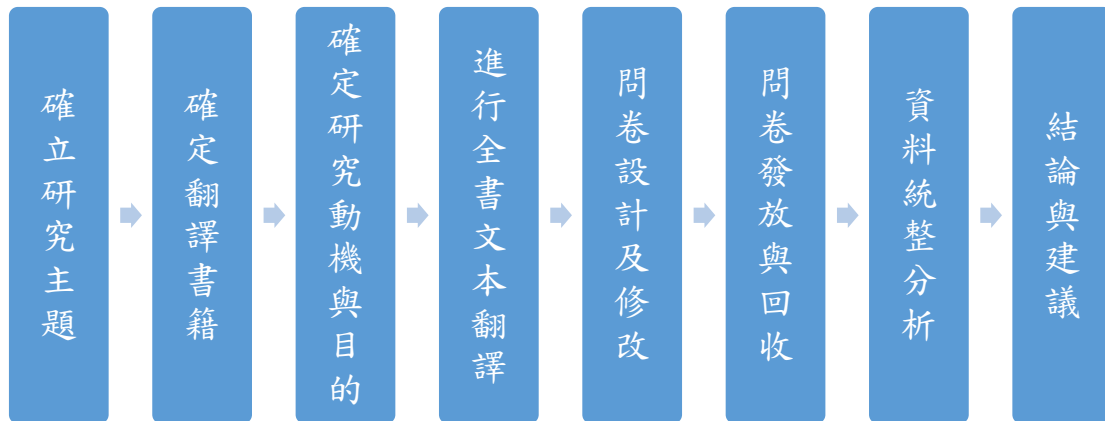 確立研究主題
確定翻譯書籍
確定研究動機與目的
進行全書文本翻譯
問卷設計及修改
問卷發放與回收
資料統整分析
結論與建議